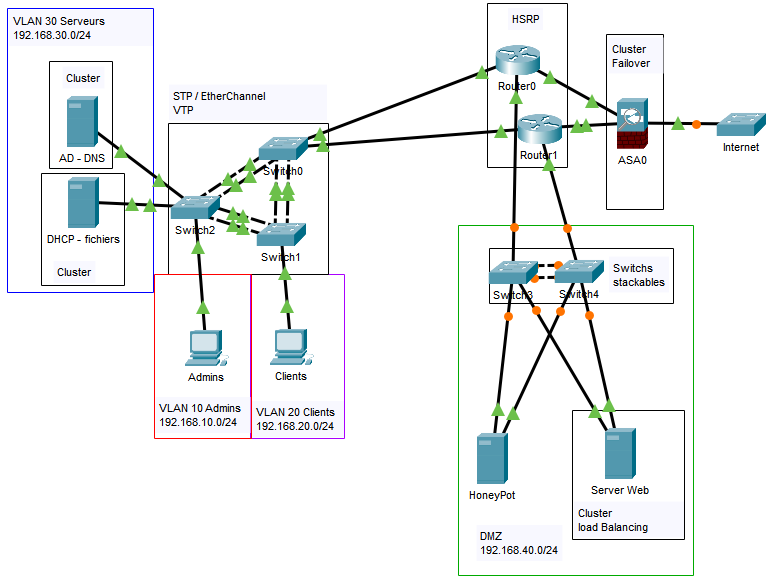 VLAN 30 Serveurs
192.168.30.0/24
Cluster
AD - DNS
DHCP - fichiers
Cluster
STP / EtherChannel
VTP
Switch0
Switch2
Switch1
Admins
VLAN 10 Admins
192.168.10.0/24
Clients
VLAN 20 Clients
192.168.20.0/24
HSRP
Router0
Router1
Cluster
Failover
ASA0
Internet
Switch3
Switch4
Switchs
stackables
HoneyPot
Server Web
Cluster
load Balancing
DMZ
192.168.40.0/24